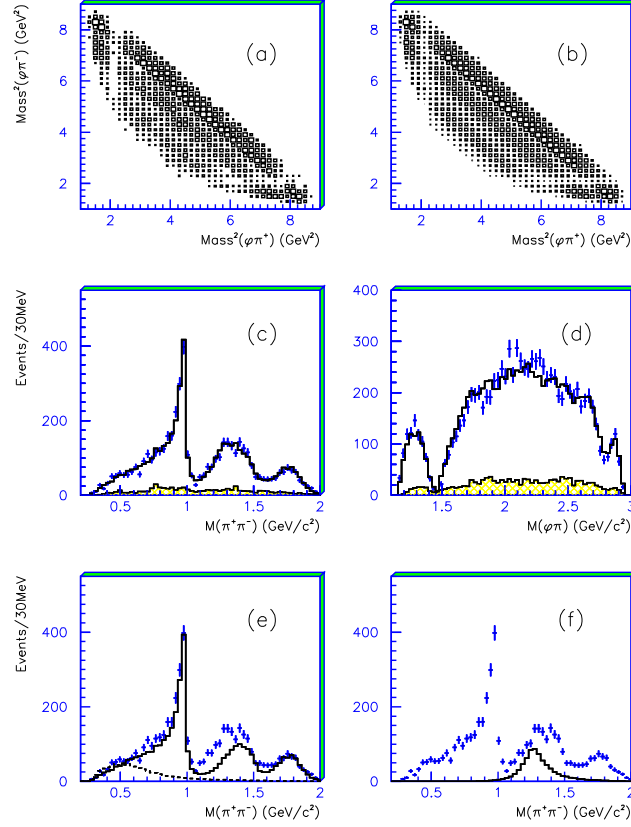 (a)
Mass²(φπ⁻) (GeV²)
8
6
4
2
2 4 6 8
Mass²(φπ⁺) (GeV²)
(b)
8
6
4
2
2 4 6 8
Mass²(φπ⁺) (GeV²)
(c)
Events/30MeV
400
200
0
0.5 1 1.5 2
M(π⁺π⁻) (GeV/c²)
(d)
400
300
200
100
0
1.5 2 2.5 3
M(φπ) (GeV/c²)
(e)
Events/30MeV
400
200
0
0.5 1 1.5 2
M(π⁺π⁻) (GeV/c²)
(f)
400
200
0
0.5 1 1.5 2
M(π⁺π⁻) (GeV/c²)